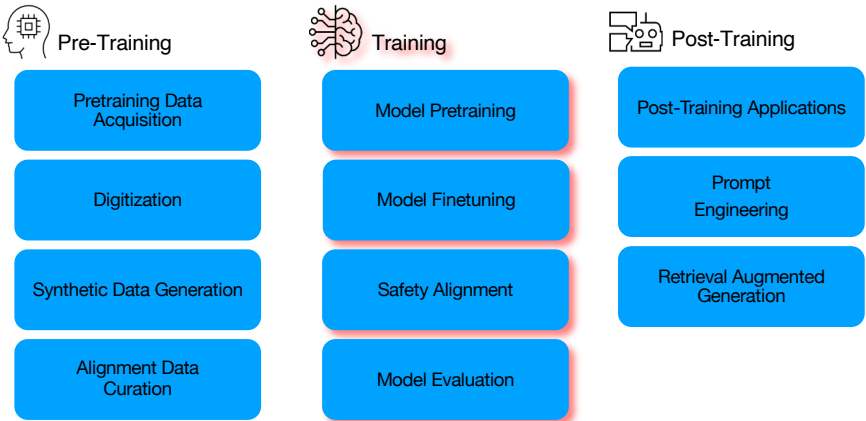 Pre-Training
Pretraining Data
Acquisition
Digitization
Synthetic Data Generation
Alignment Data
Curation
Training
Model Pretraining
Model Finetuning
Safety Alignment
Model Evaluation
Post-Training
Post-Training Applications
Prompt
Engineering
Retrieval Augmented
Generation